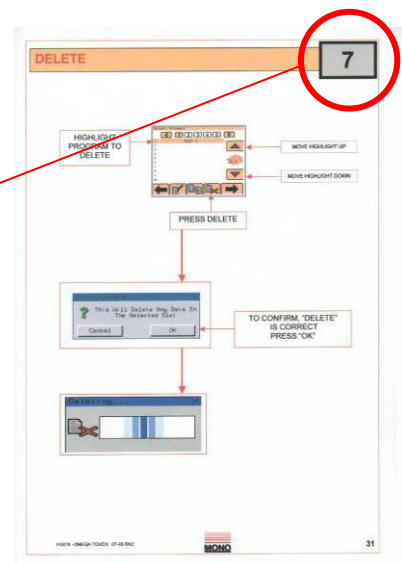 DELETE
7
HIGHLIGHT
PROGRAM TO
DELETE
MOVE HIGHLIGHT UP
MOVE HIGHLIGHT DOWN
PRESS DELETE
This Will Delete Any Data In
The Selected Slot
Cancel
OK
TO CONFIRM, "DELETE"
IS CORRECT
PRESS "OK"
Deleting...
MONO
31